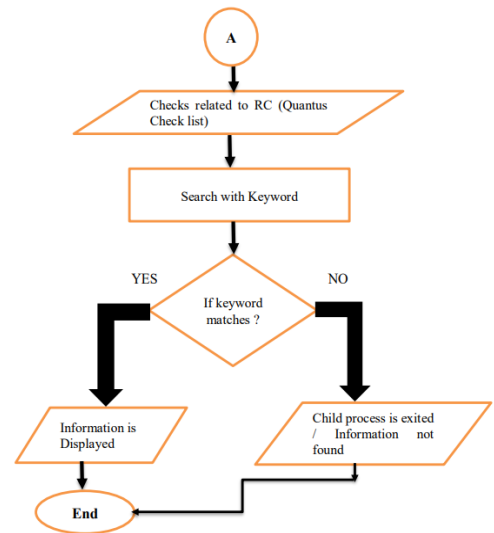 A
Checks related to RC (Quantus
Check list)
Search with Keyword
YES
NO
If keyword
matches ?
Information is
Displayed
Child process is exited
/ Information not
found
End